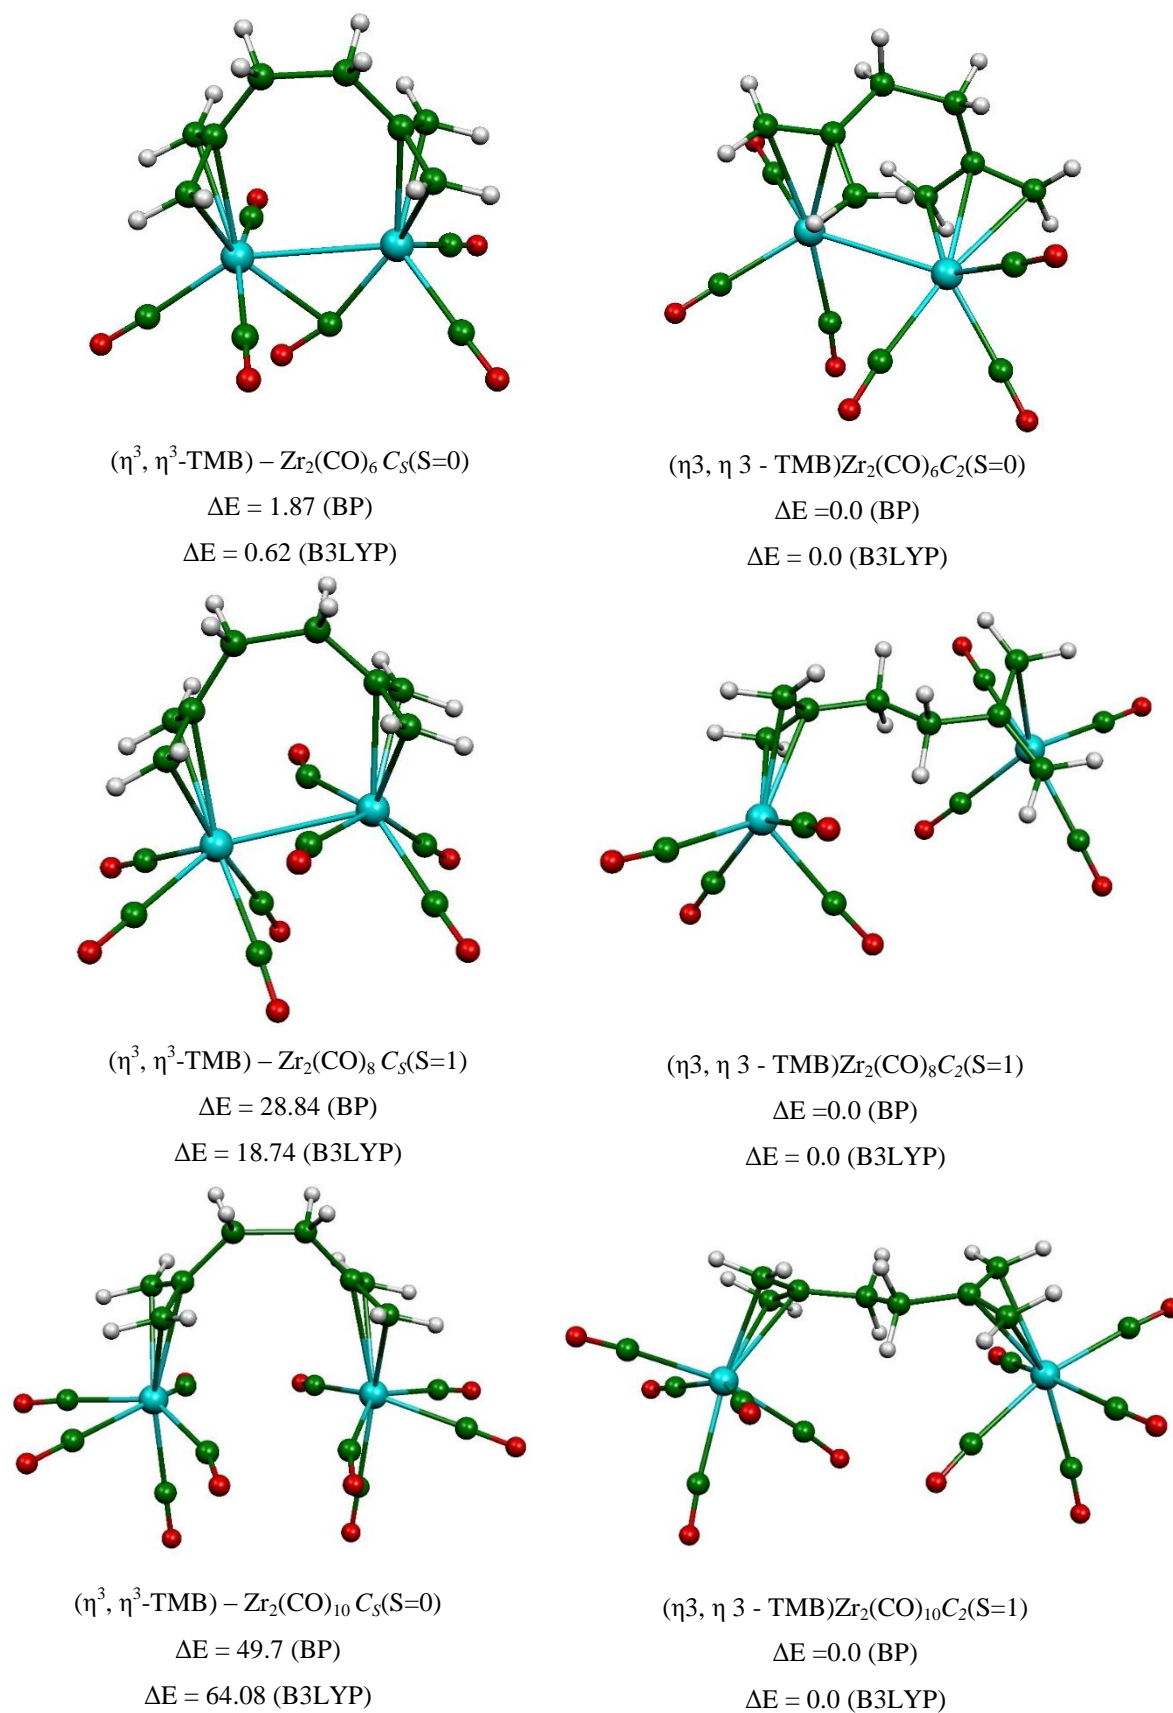 (η³, η³-TMB) – Zr₂(CO)₆ Cₛ(S=0)
ΔE = 1.87 (BP)
ΔE = 0.62 (B3LYP)
(η3, η 3 - TMB)Zr₂(CO)₆C₂(S=0)
ΔE =0.0 (BP)
ΔE = 0.0 (B3LYP)
(η³, η³-TMB) – Zr₂(CO)₈ Cₛ(S=1)
ΔE = 28.84 (BP)
ΔE = 18.74 (B3LYP)
(η3, η 3 - TMB)Zr₂(CO)₈C₂(S=1)
ΔE =0.0 (BP)
ΔE = 0.0 (B3LYP)
(η³, η³-TMB) – Zr₂(CO)₁₀ Cₛ(S=0)
ΔE = 49.7 (BP)
ΔE = 64.08 (B3LYP)
(η3, η 3 - TMB)Zr₂(CO)₁₀C₂(S=1)
ΔE =0.0 (BP)
ΔE = 0.0 (B3LYP)